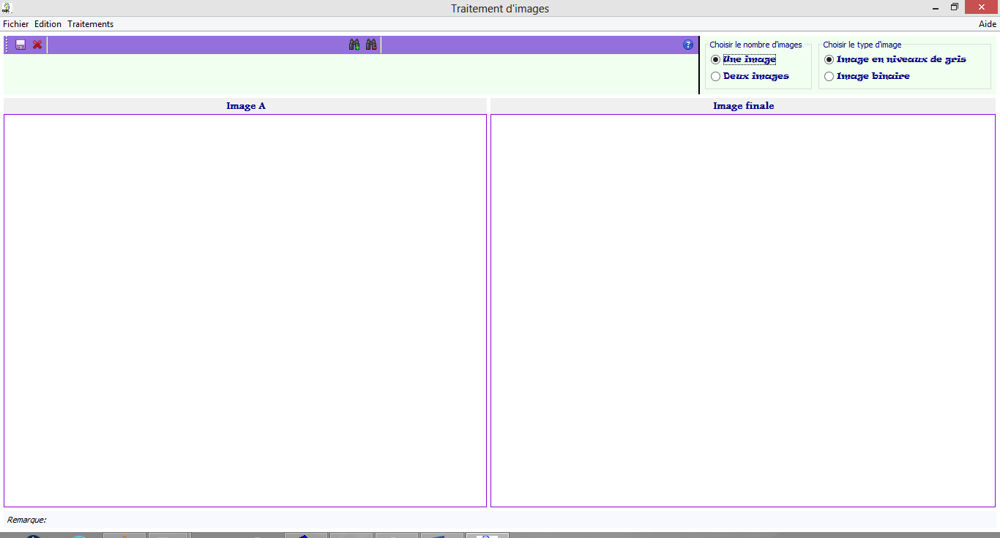 Traitement d'images
Fichier Edition Traitements Aide
Choisir le nombre d'images
Une image
Deux images
Choisir le type d'image
Image en niveaux de gris
Image binaire
Image A
Image finale
Remarque: